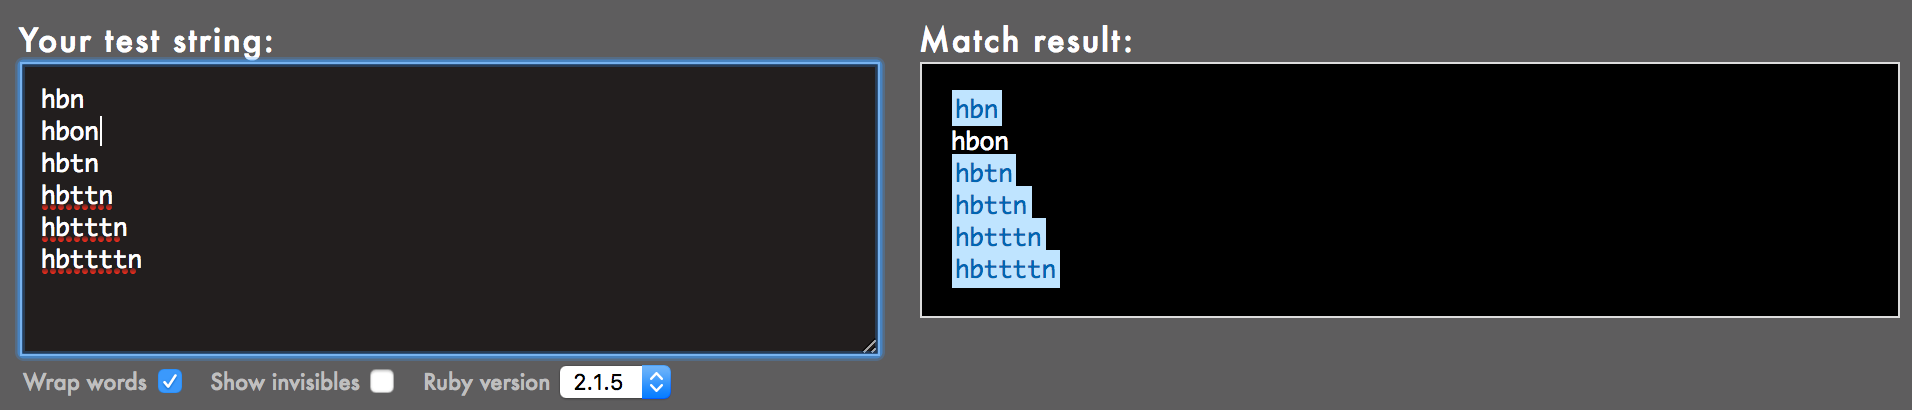 Your test string:
hbn
hbon
hbtn
hbttn
hbtttn
hbttttn
Wrap words Show invisibles Ruby version 2.1.5
Match result:
hbn
hbon
hbtn
hbttn
hbtttn
hbttttn